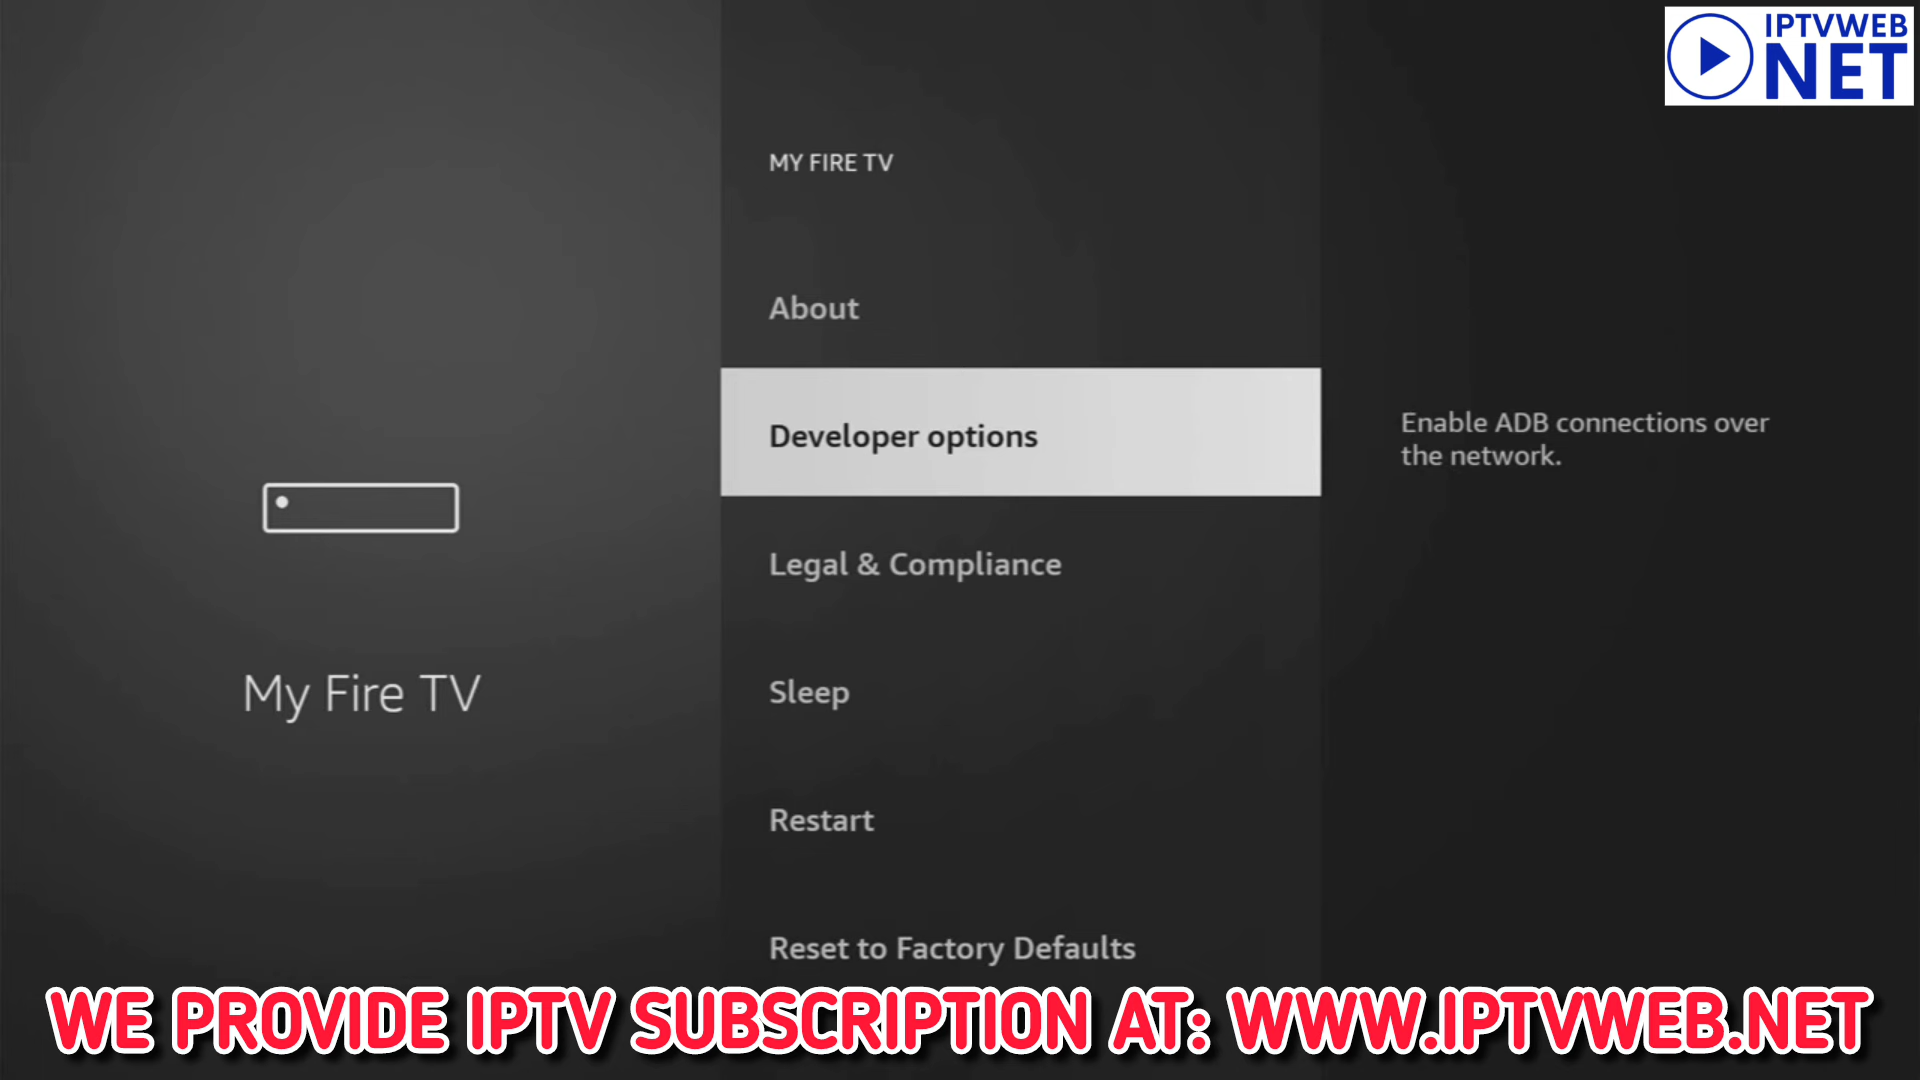 IPTVWEB
NET
MY FIRE TV
About
Developer options
Enable ADB connections over
the network.
Legal & Compliance
Sleep
My Fire TV
Restart
Reset to Factory Defaults
WE PROVIDE IPTV SUBSCRIPTION AT: WWW.IPTVWEB.NET